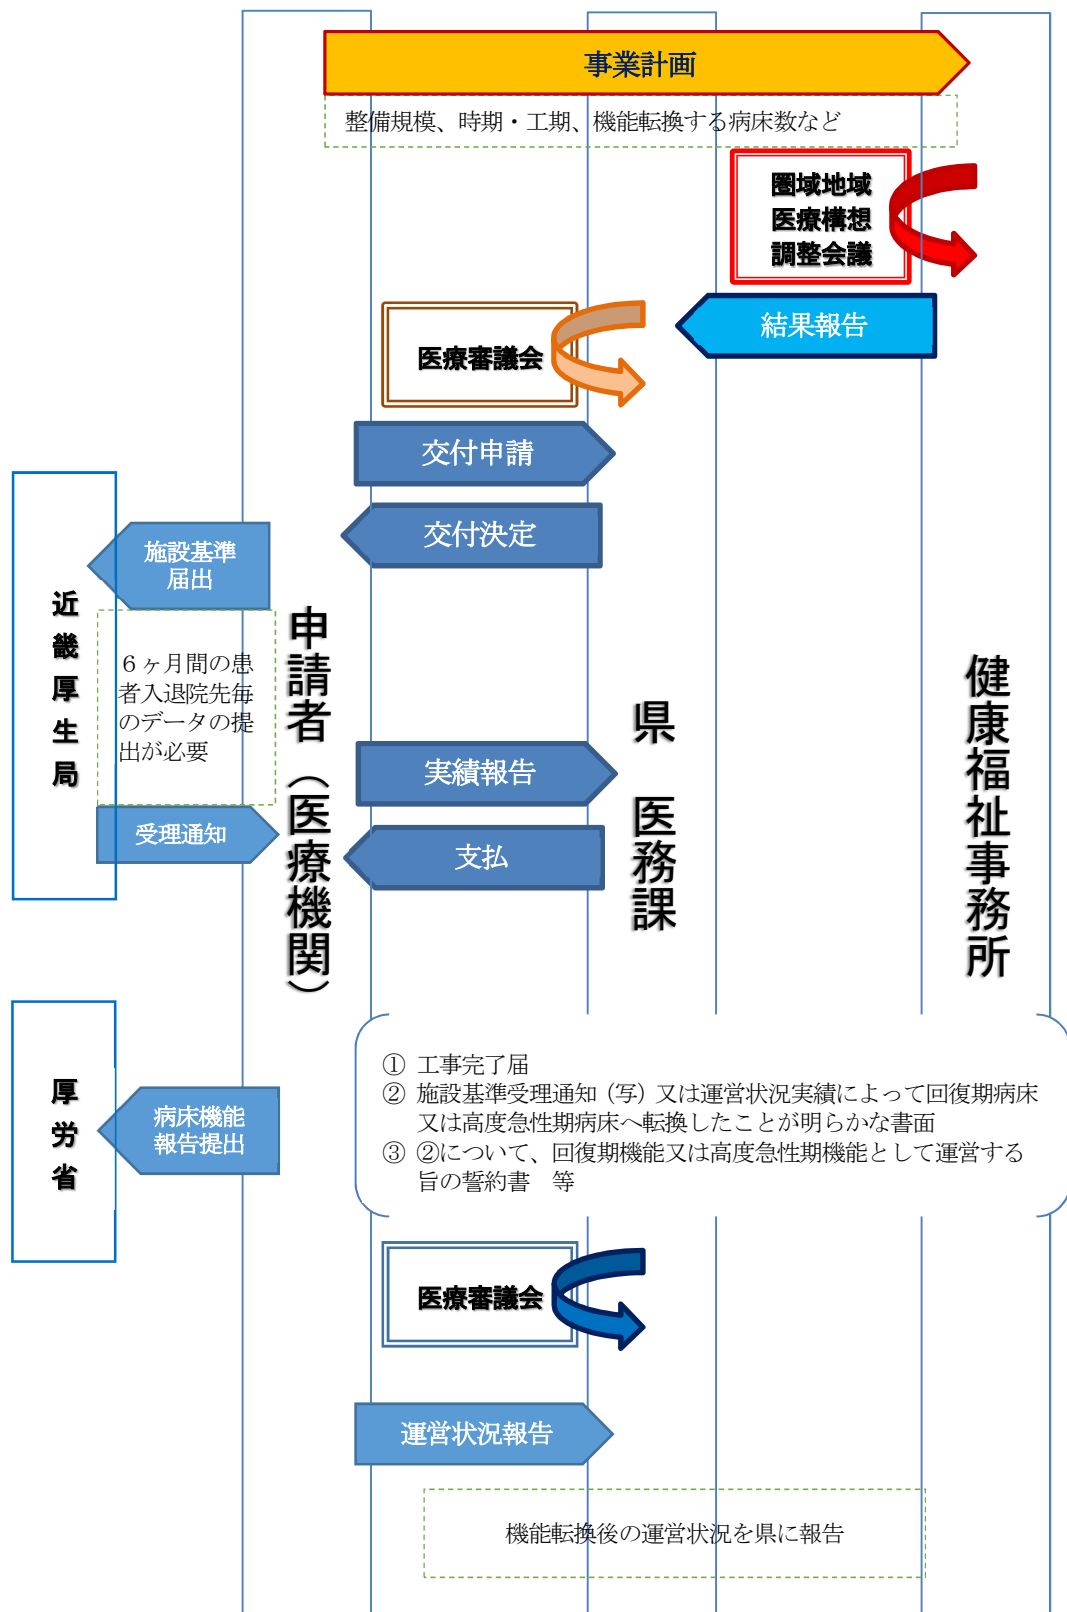 事業計画
整備規模、時期・工期、機能転換する病床数など
圏域地域
医療構想
調整会議
結果報告
医療審議会
交付申請
交付決定
施設基準
届出
近畿厚生局
６ヶ月間の患
者入退院先毎
のデータの提
出が必要
受理通知
申請者（医療機関）
実績報告
支払
県　医務課
健康福祉事務所
厚労省
病床機能
報告提出
① 工事完了届
② 施設基準受理通知（写）又は運営状況実績によって回復期病床
又は高度急性期病床へ転換したことが明らかな書面
③ ②について、回復期機能又は高度急性期機能として運営する
旨の誓約書　等
医療審議会
運営状況報告
機能転換後の運営状況を県に報告